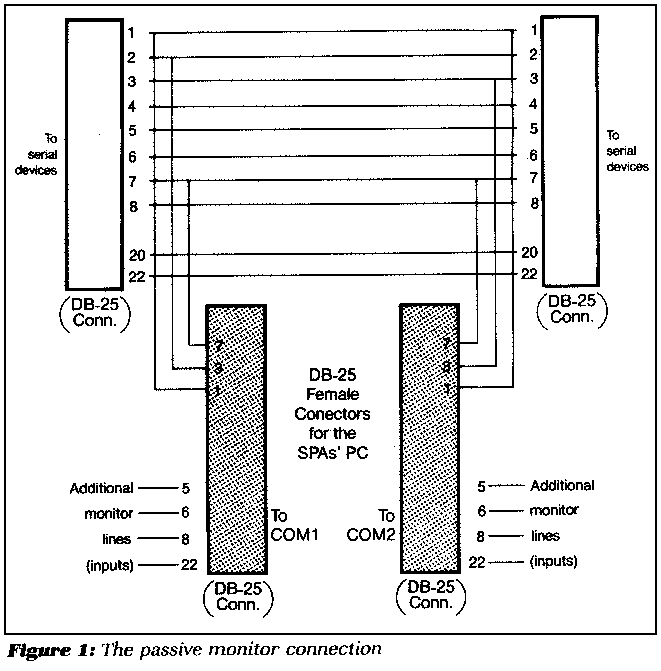 1 1
2 2
3 3
4 4
5 5
6 6
7 7
8 8
20 20
22 22
To
serial
devices
To
serial
devices
(DB-25
Conn.)
(DB-25
Conn.)
7 7
3 3
1 1
DB-25
Female
Conectors
for the
SPAs' PC
Additional 5
monitor 6
lines 8
(inputs) 22
To
COM1
To
COM2
5 Additional
6 monitor
8 lines
22 (inputs)
(DB-25
Conn.)
(DB-25
Conn.)
Figure 1: The passive monitor connection